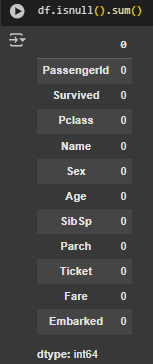 df.isnull().sum()
0
PassengerId 0
Survived 0
Pclass 0
Name 0
Sex 0
Age 0
SibSp 0
Parch 0
Ticket 0
Fare 0
Embarked 0
dtype: int64